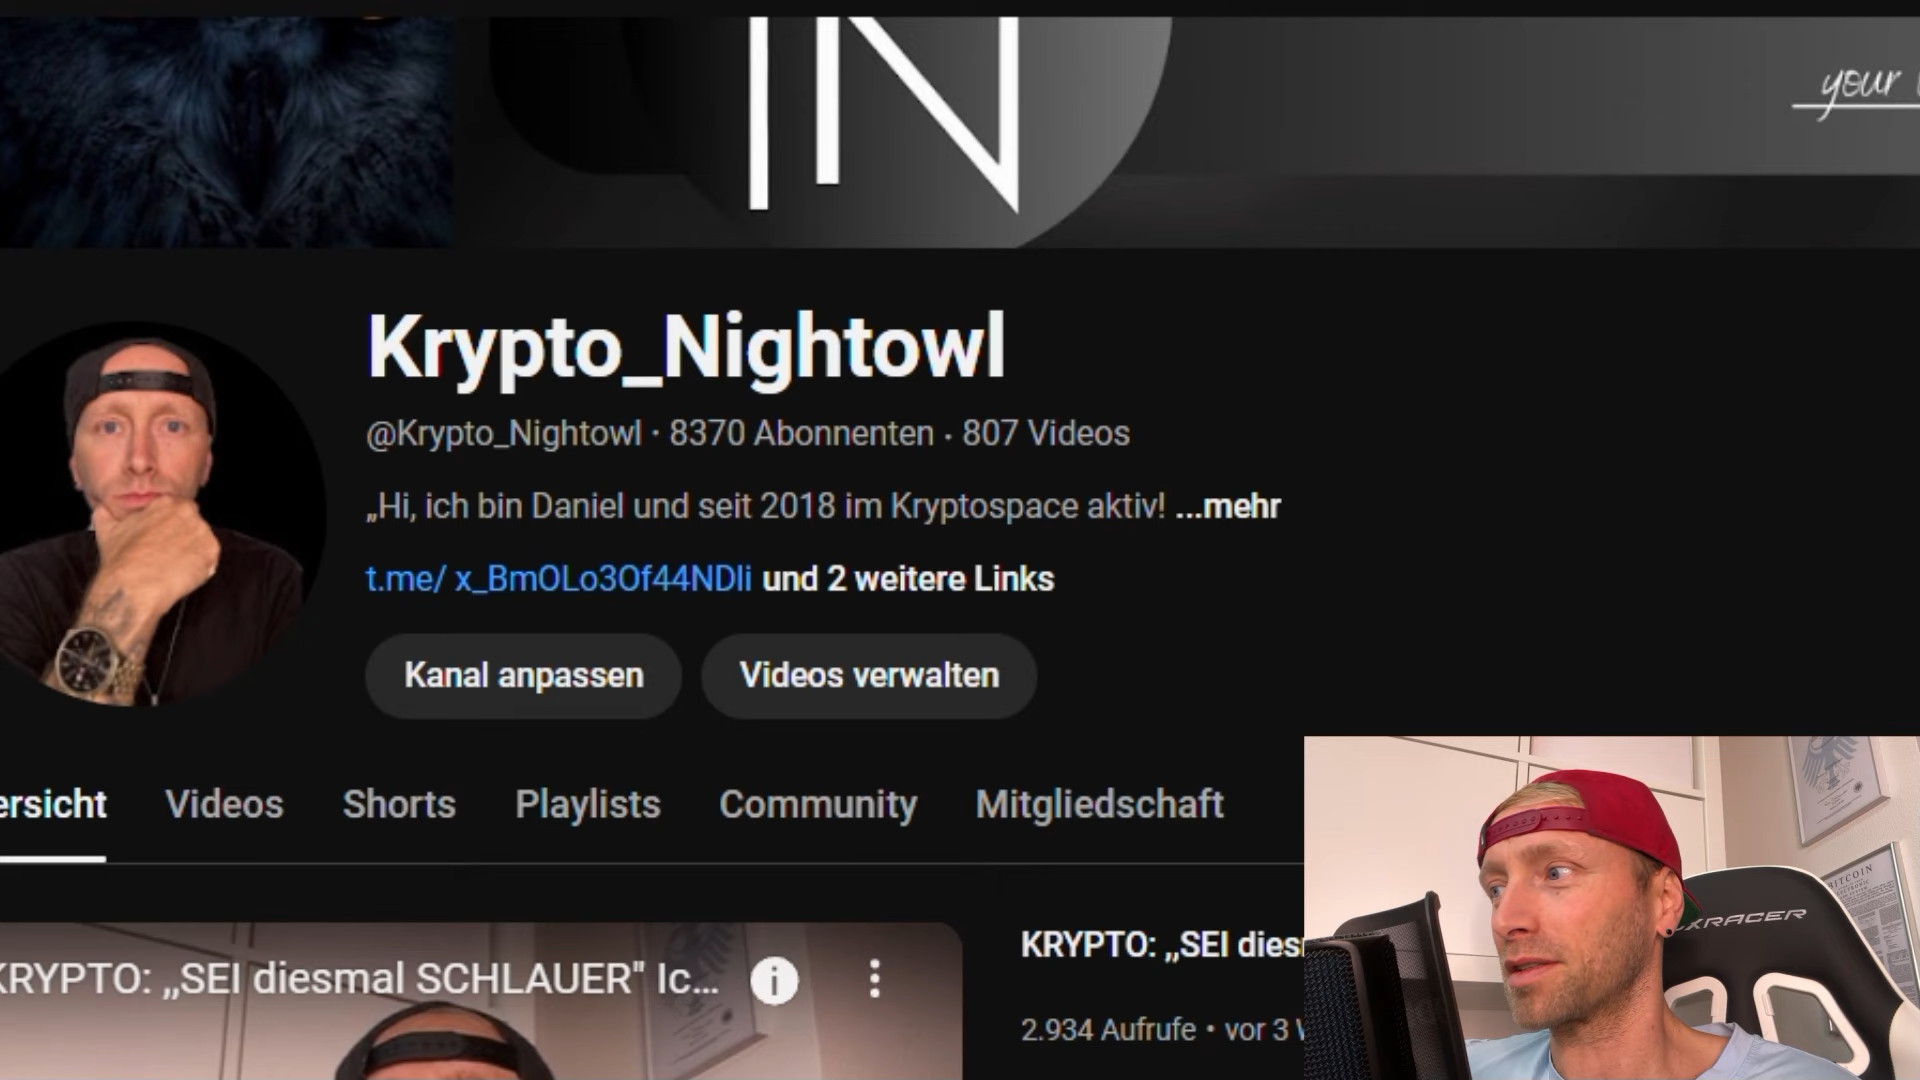 your
Krypto_Nightowl
@Krypto_Nightowl · 8370 Abonnenten · 807 Videos
„Hi, ich bin Daniel und seit 2018 im Kryptospace aktiv! ...mehr
t.me/ x_BmOLo3Of44NDli und 2 weitere Links
Kanal anpassen
Videos verwalten
ersicht
Videos
Shorts
Playlists
Community
Mitgliedschaft
KRYPTO: „SEI diesmal SCHLAUER" Ic...
KRYPTO: „SEI dies
2.934 Aufrufe • vor 3
BITCOIN
XRACER